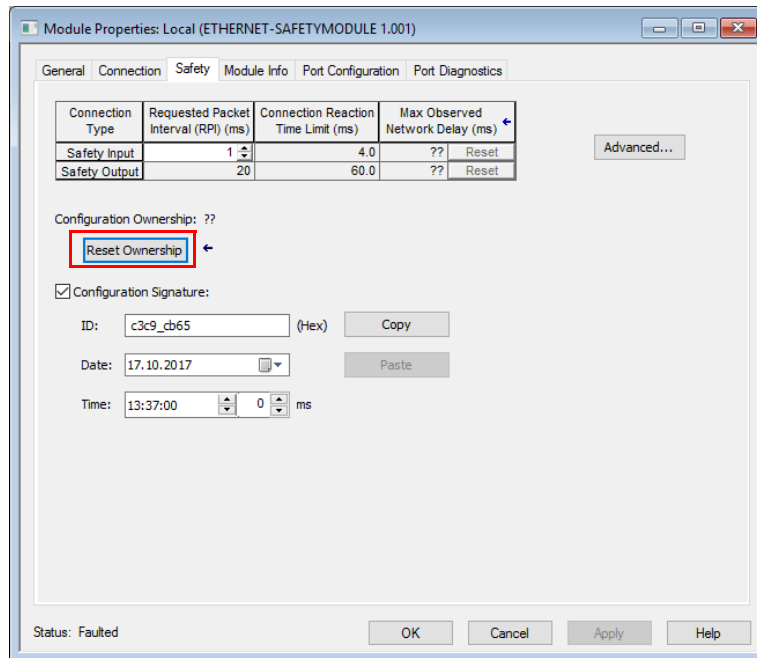 Module Properties: Local (ETHERNET-SAFETYMODULE 1.001)
General Connection Safety Module Info Port Configuration Port Diagnostics
Connection Type Requested Packet Interval (RPI) (ms) Connection Reaction Time Limit (ms) Max Observed Network Delay (ms)
Safety Input 1 4.0 ?? Reset
Safety Output 20 60.0 ?? Reset
Advanced...
Configuration Ownership: ??
Reset Ownership
Configuration Signature:
ID: c3c9_cb65 (Hex) Copy
Date: 17.10.2017 Paste
Time: 13:37:00 0 ms
Status: Faulted OK Cancel Apply Help